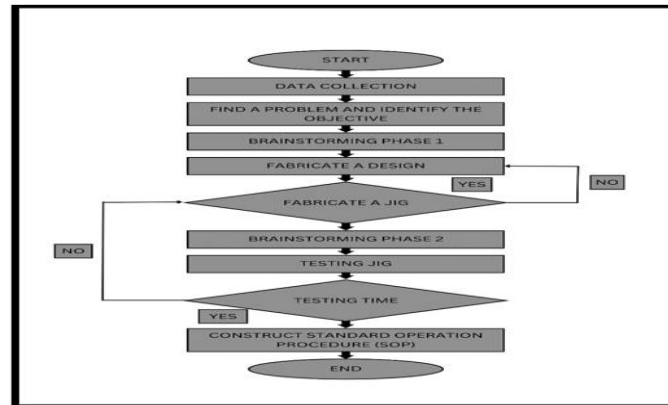 START
DATA COLLECTION
FIND A PROBLEM AND IDENTIFY THE
OBJECTIVE
BRAINSTORMING PHASE 1
FABRICATE A DESIGN
YES
NO
FABRICATE A JIG
BRAINSTORMING PHASE 2
NO
TESTING JIG
TESTING TIME
YES
CONSTRUCT STANDARD OPERATION
PROCEDURE (SOP)
END